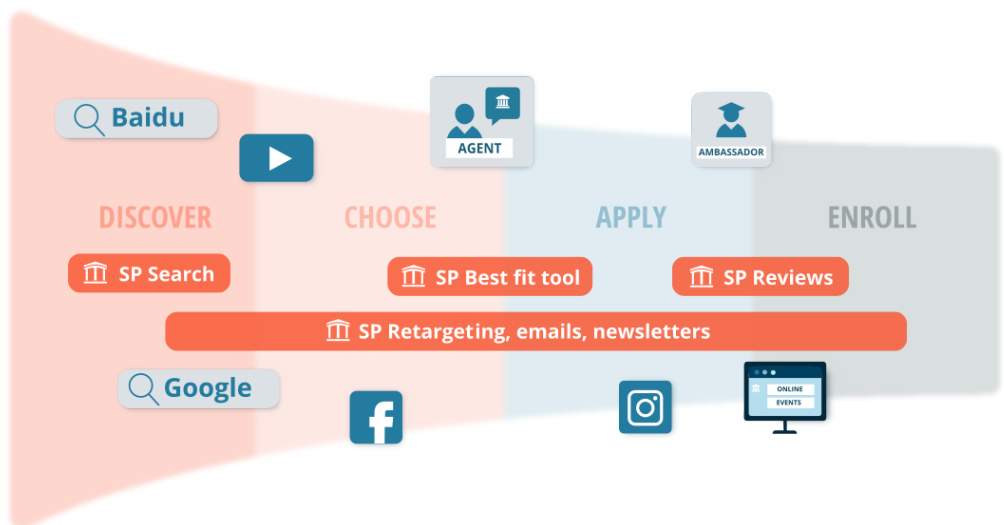 Baidu
AGENT
AMBASSADOR
DISCOVER
CHOOSE
APPLY
ENROLL
SP Search
SP Best fit tool
SP Reviews
SP Retargeting, emails, newsletters
Google
ONLINE
EVENTS